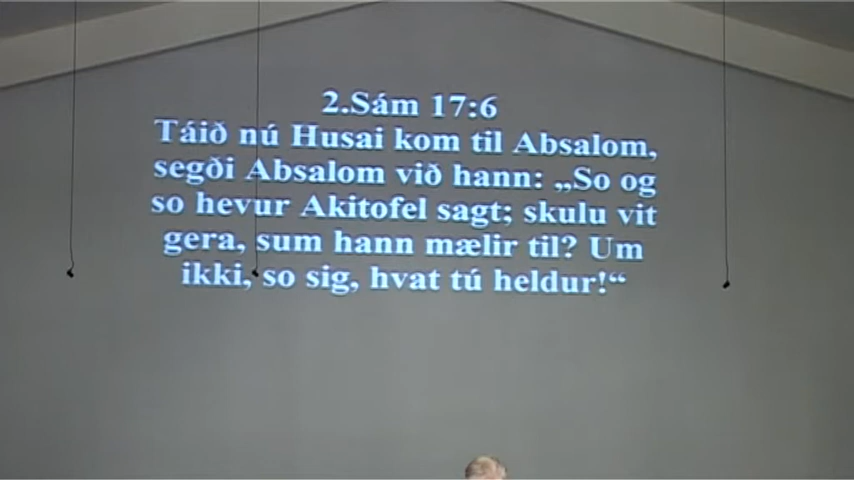 2.Sám 17:6
Táið nú Husai kom til Absalom,
segði Absalom við hann: „So og
so hevur Akitofel sagt; skulu vit
gera, sum hann mælir til? Um
ikki, so sig, hvat tú heldur!“